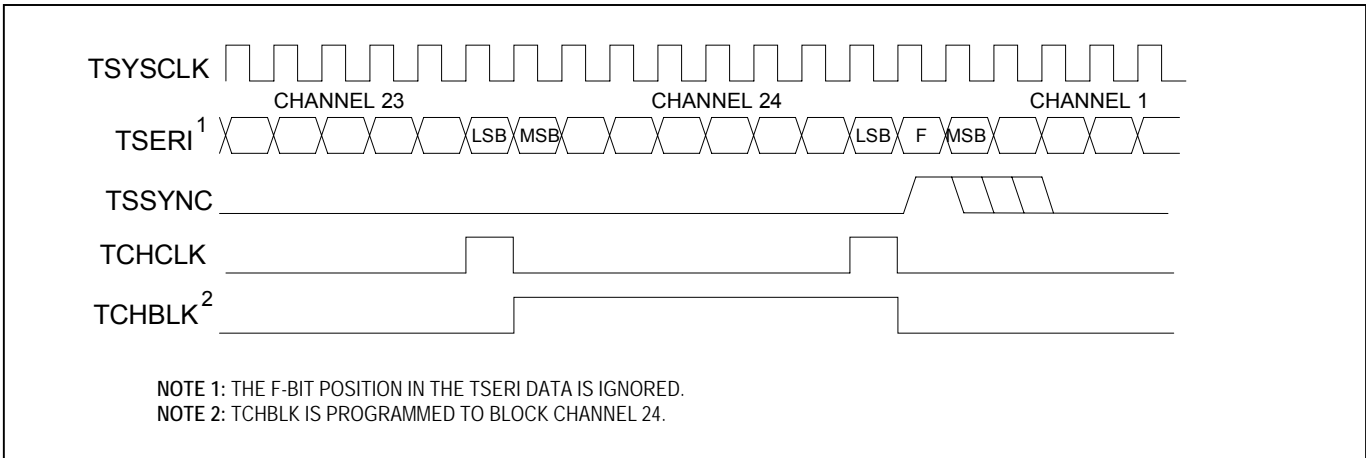 TSYSCLK
CHANNEL 23 CHANNEL 24 CHANNEL 1
TSERI1 LSB MSB LSB F MSB
TSSYNC
TCHCLK
TCHBLK2
NOTE 1: THE F-BIT POSITION IN THE TSERI DATA IS IGNORED.
NOTE 2: TCHBLK IS PROGRAMMED TO BLOCK CHANNEL 24.